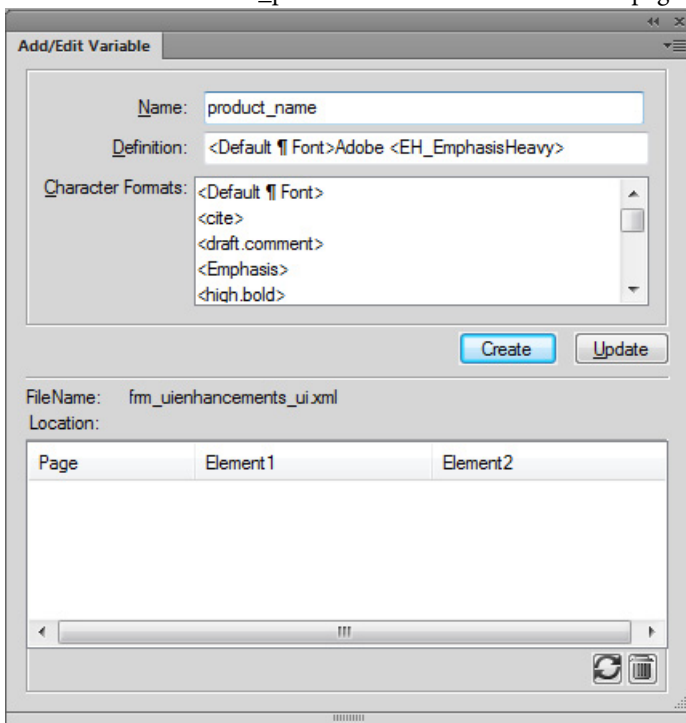 Add/Edit Variable
Name: product_name
Definition: <Default ¶ Font>Adobe <EH_EmphasisHeavy>
Character Formats: <Default ¶ Font>
<cite>
<draft.comment>
<Emphasis>
<high.bold>
Create Update
FileName: frm_uienhancements_ui.xml
Location:
Page Element1 Element2